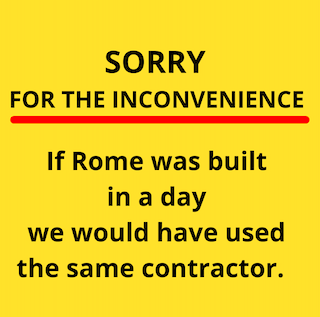 SORRY
FOR THE INCONVENIENCE
If Rome was built
in a day
we would have used
the same contractor.